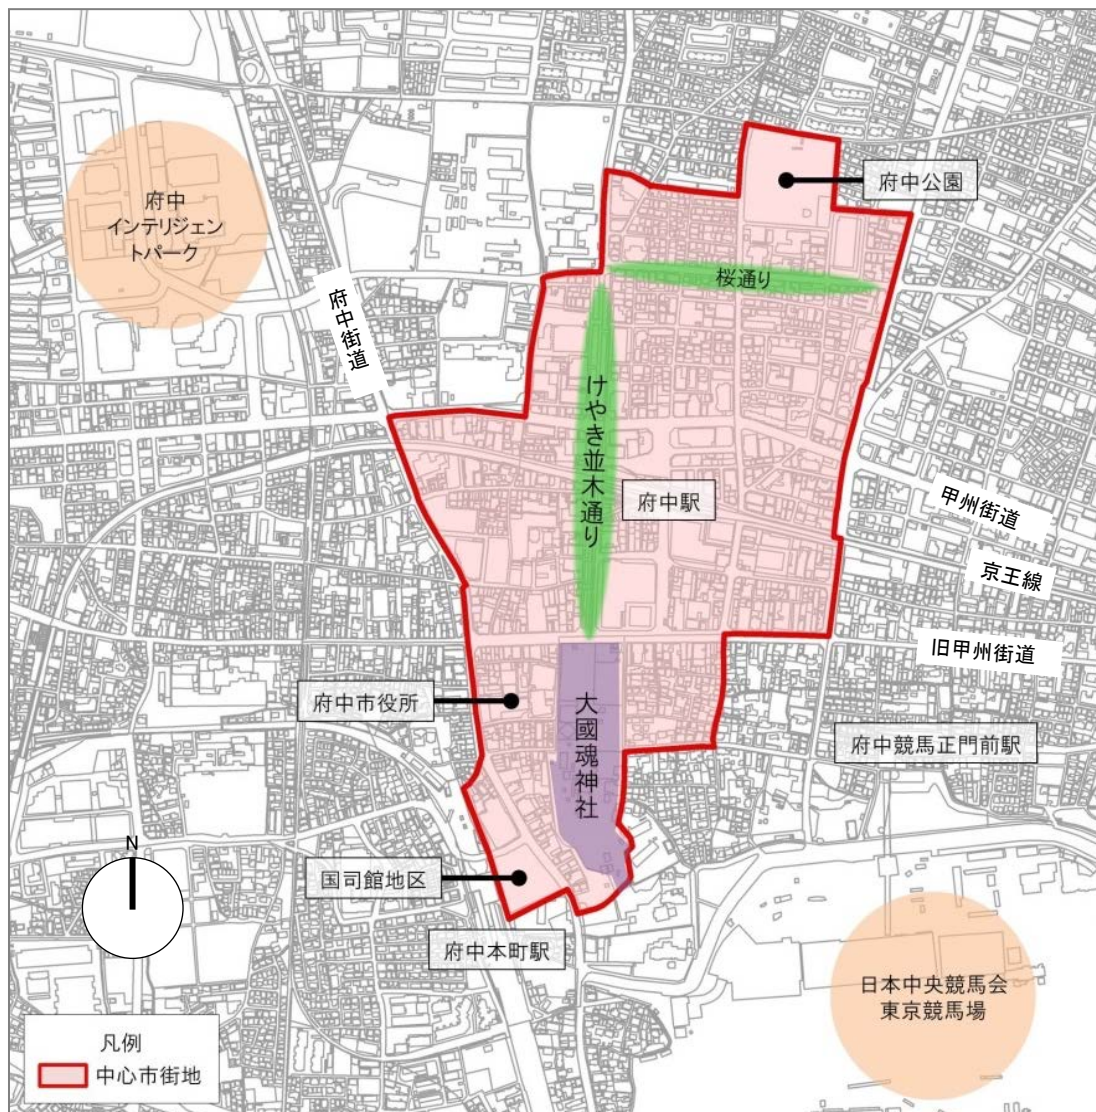 府中公園
府中
インテリジェン
トパーク
桜通り
府中街道
けやき並木通り
府中駅
甲州街道
京王線
旧甲州街道
府中市役所
大國魂神社
府中競馬正門前駅
N
国司館地区
府中本町駅
日本中央競馬会
東京競馬場
凡例
中心市街地